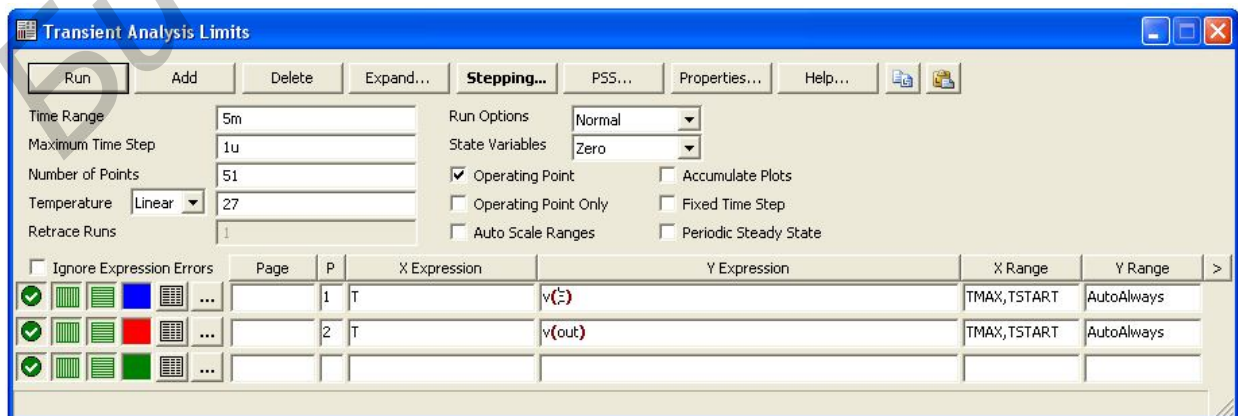 Би
Transient Analysis Limits
Run Add Delete Expand... Stepping... PSS... Properties... Help...
Time Range 5m Run Options Normal
Maximum Time Step 1u State Variables Zero
Number of Points 51 Operating Point Accumulate Plots
Temperature Linear 27 Operating Point Only Fixed Time Step
Retrace Runs 1 Auto Scale Ranges Periodic Steady State
Ignore Expression Errors Page P X Expression Y Expression X Range Y Range >
... 1 T TMAX,TSTART AutoAlways
... 2 T v(out) TMAX,TSTART AutoAlways
...